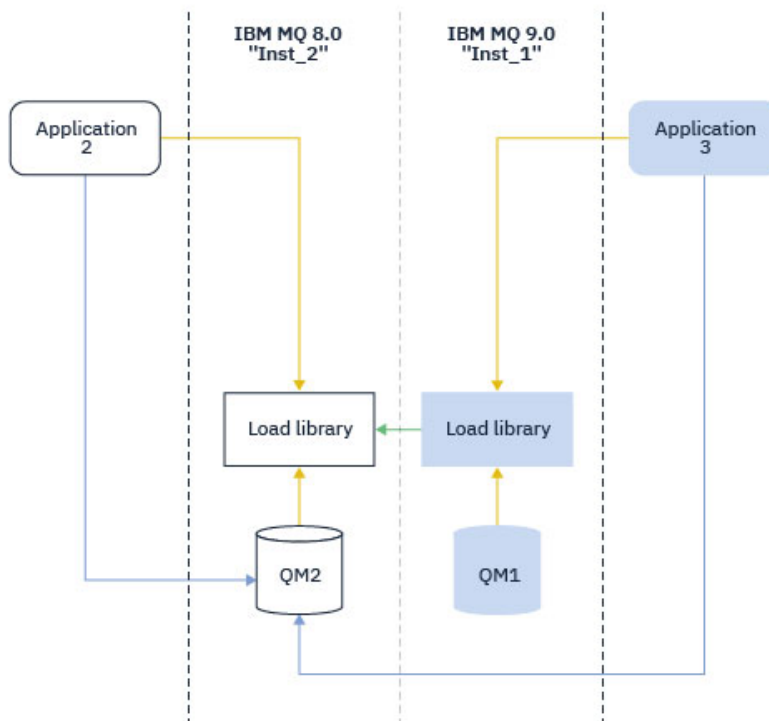 IBM MQ 8.0
"Inst_2"
IBM MQ 9.0
"Inst_1"
Application
2
Application
3
Load library
Load library
QM2
QM1